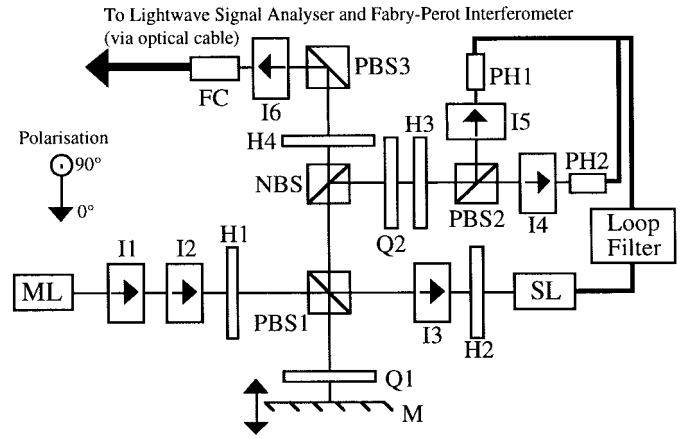 To Lightwave Signal Analyser and Fabry-Perot Interferometer
(via optical cable)
PBS3
FC
I6
PH1
H4
H3
I5
Polarisation
90°
0°
NBS
PH2
PBS2
I4
Q2
Loop
Filter
I1
I2
H1
ML
PBS1
I3
H2
SL
Q1
M